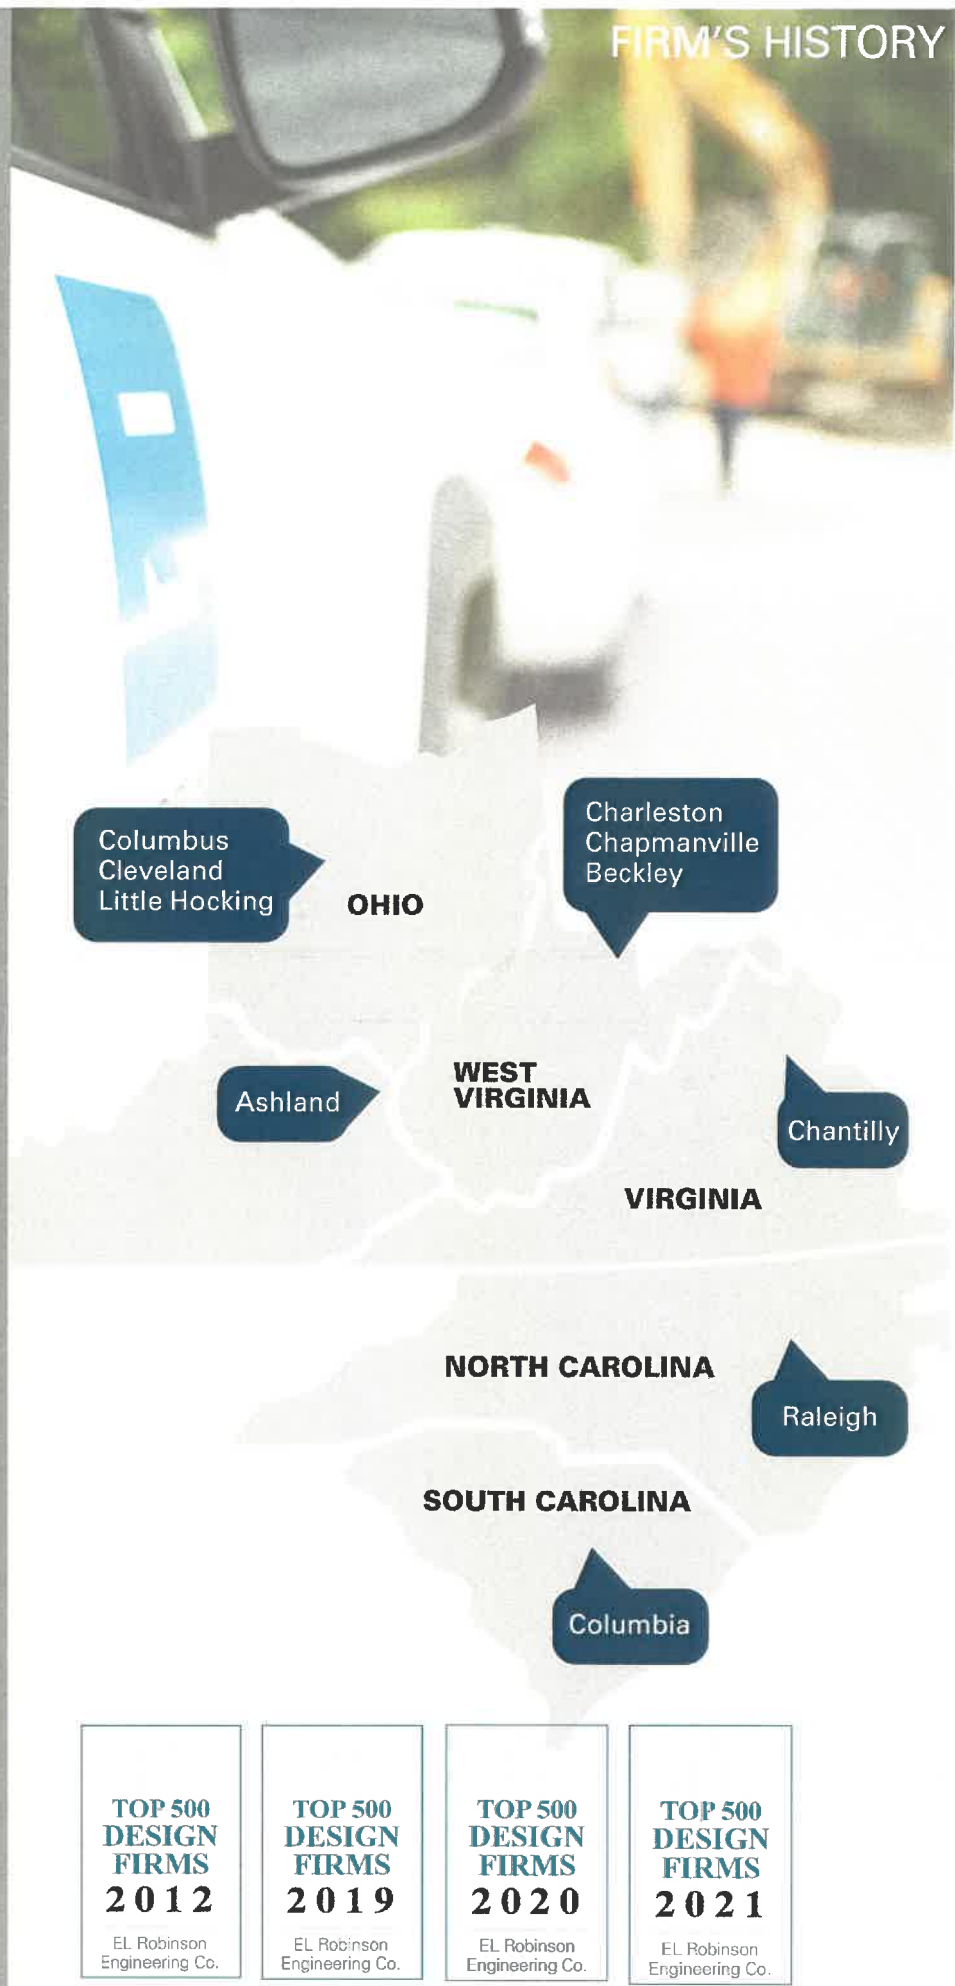 FIRM'S HISTORY
Columbus
Cleveland
Little Hocking
Charleston
Chapmanville
Beckley
OHIO
Ashland
WEST
VIRGINIA
Chantilly
VIRGINIA
NORTH CAROLINA
Raleigh
SOUTH CAROLINA
Columbia
TOP 500
DESIGN
FIRMS
2012
EL Robinson
Engineering Co.
TOP 500
DESIGN
FIRMS
2019
EL Robinson
Engineering Co.
TOP 500
DESIGN
FIRMS
2020
EL Robinson
Engineering Co.
TOP 500
DESIGN
FIRMS
2021
EL Robinson
Engineering Co.